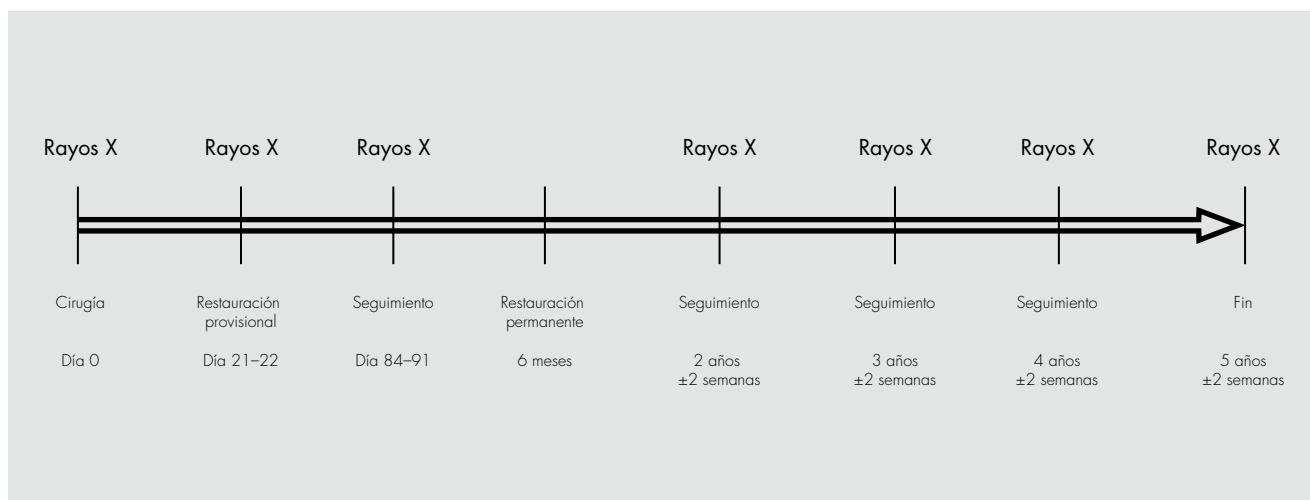 Rayos X Rayos X Rayos X Rayos X Rayos X Rayos X Rayos X
Cirugía Restauración Seguimiento Restauración Seguimiento Seguimiento Seguimiento Fin
provisional permanente
Día 0 Día 21–22 Día 84–91 6 meses 2 años 3 años 4 años 5 años
±2 semanas ±2 semanas ±2 semanas ±2 semanas